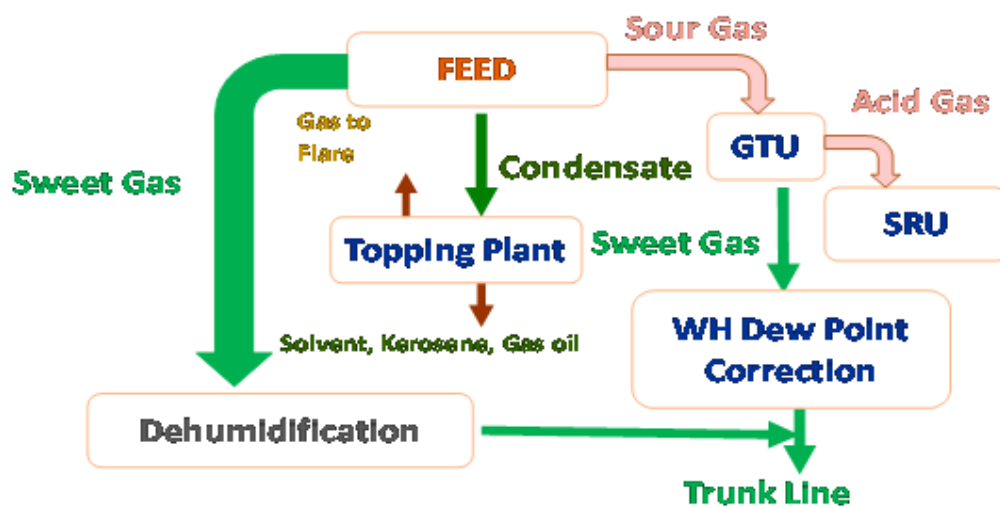 Sour Gas
FEED
Acid Gas
Gas to
Flare
GTU
Condensate
Sweet Gas
SRU
Topping Plant
Sweet Gas
WH Dew Point
Correction
Solvent, Kerosene, Gas oil
Dehumidification
Trunk Line